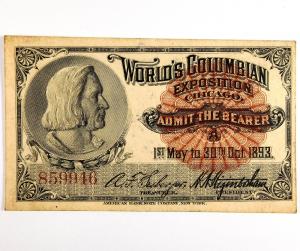 WORLD'S COLUMBIAN
EXPOSITION
CHICAGO
ADMIT THE BEARER
1ST May to 30TH Oct. 1893.
TREASURER.
PRESIDENT.
AMERICAN BANK NOTE COMPANY, NEW YORK.